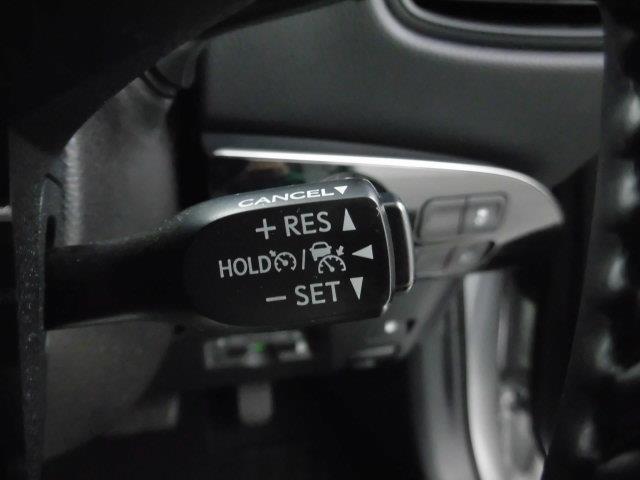 CANCEL▼
+ RES ▲
HOLD / ◀
− SET ▼